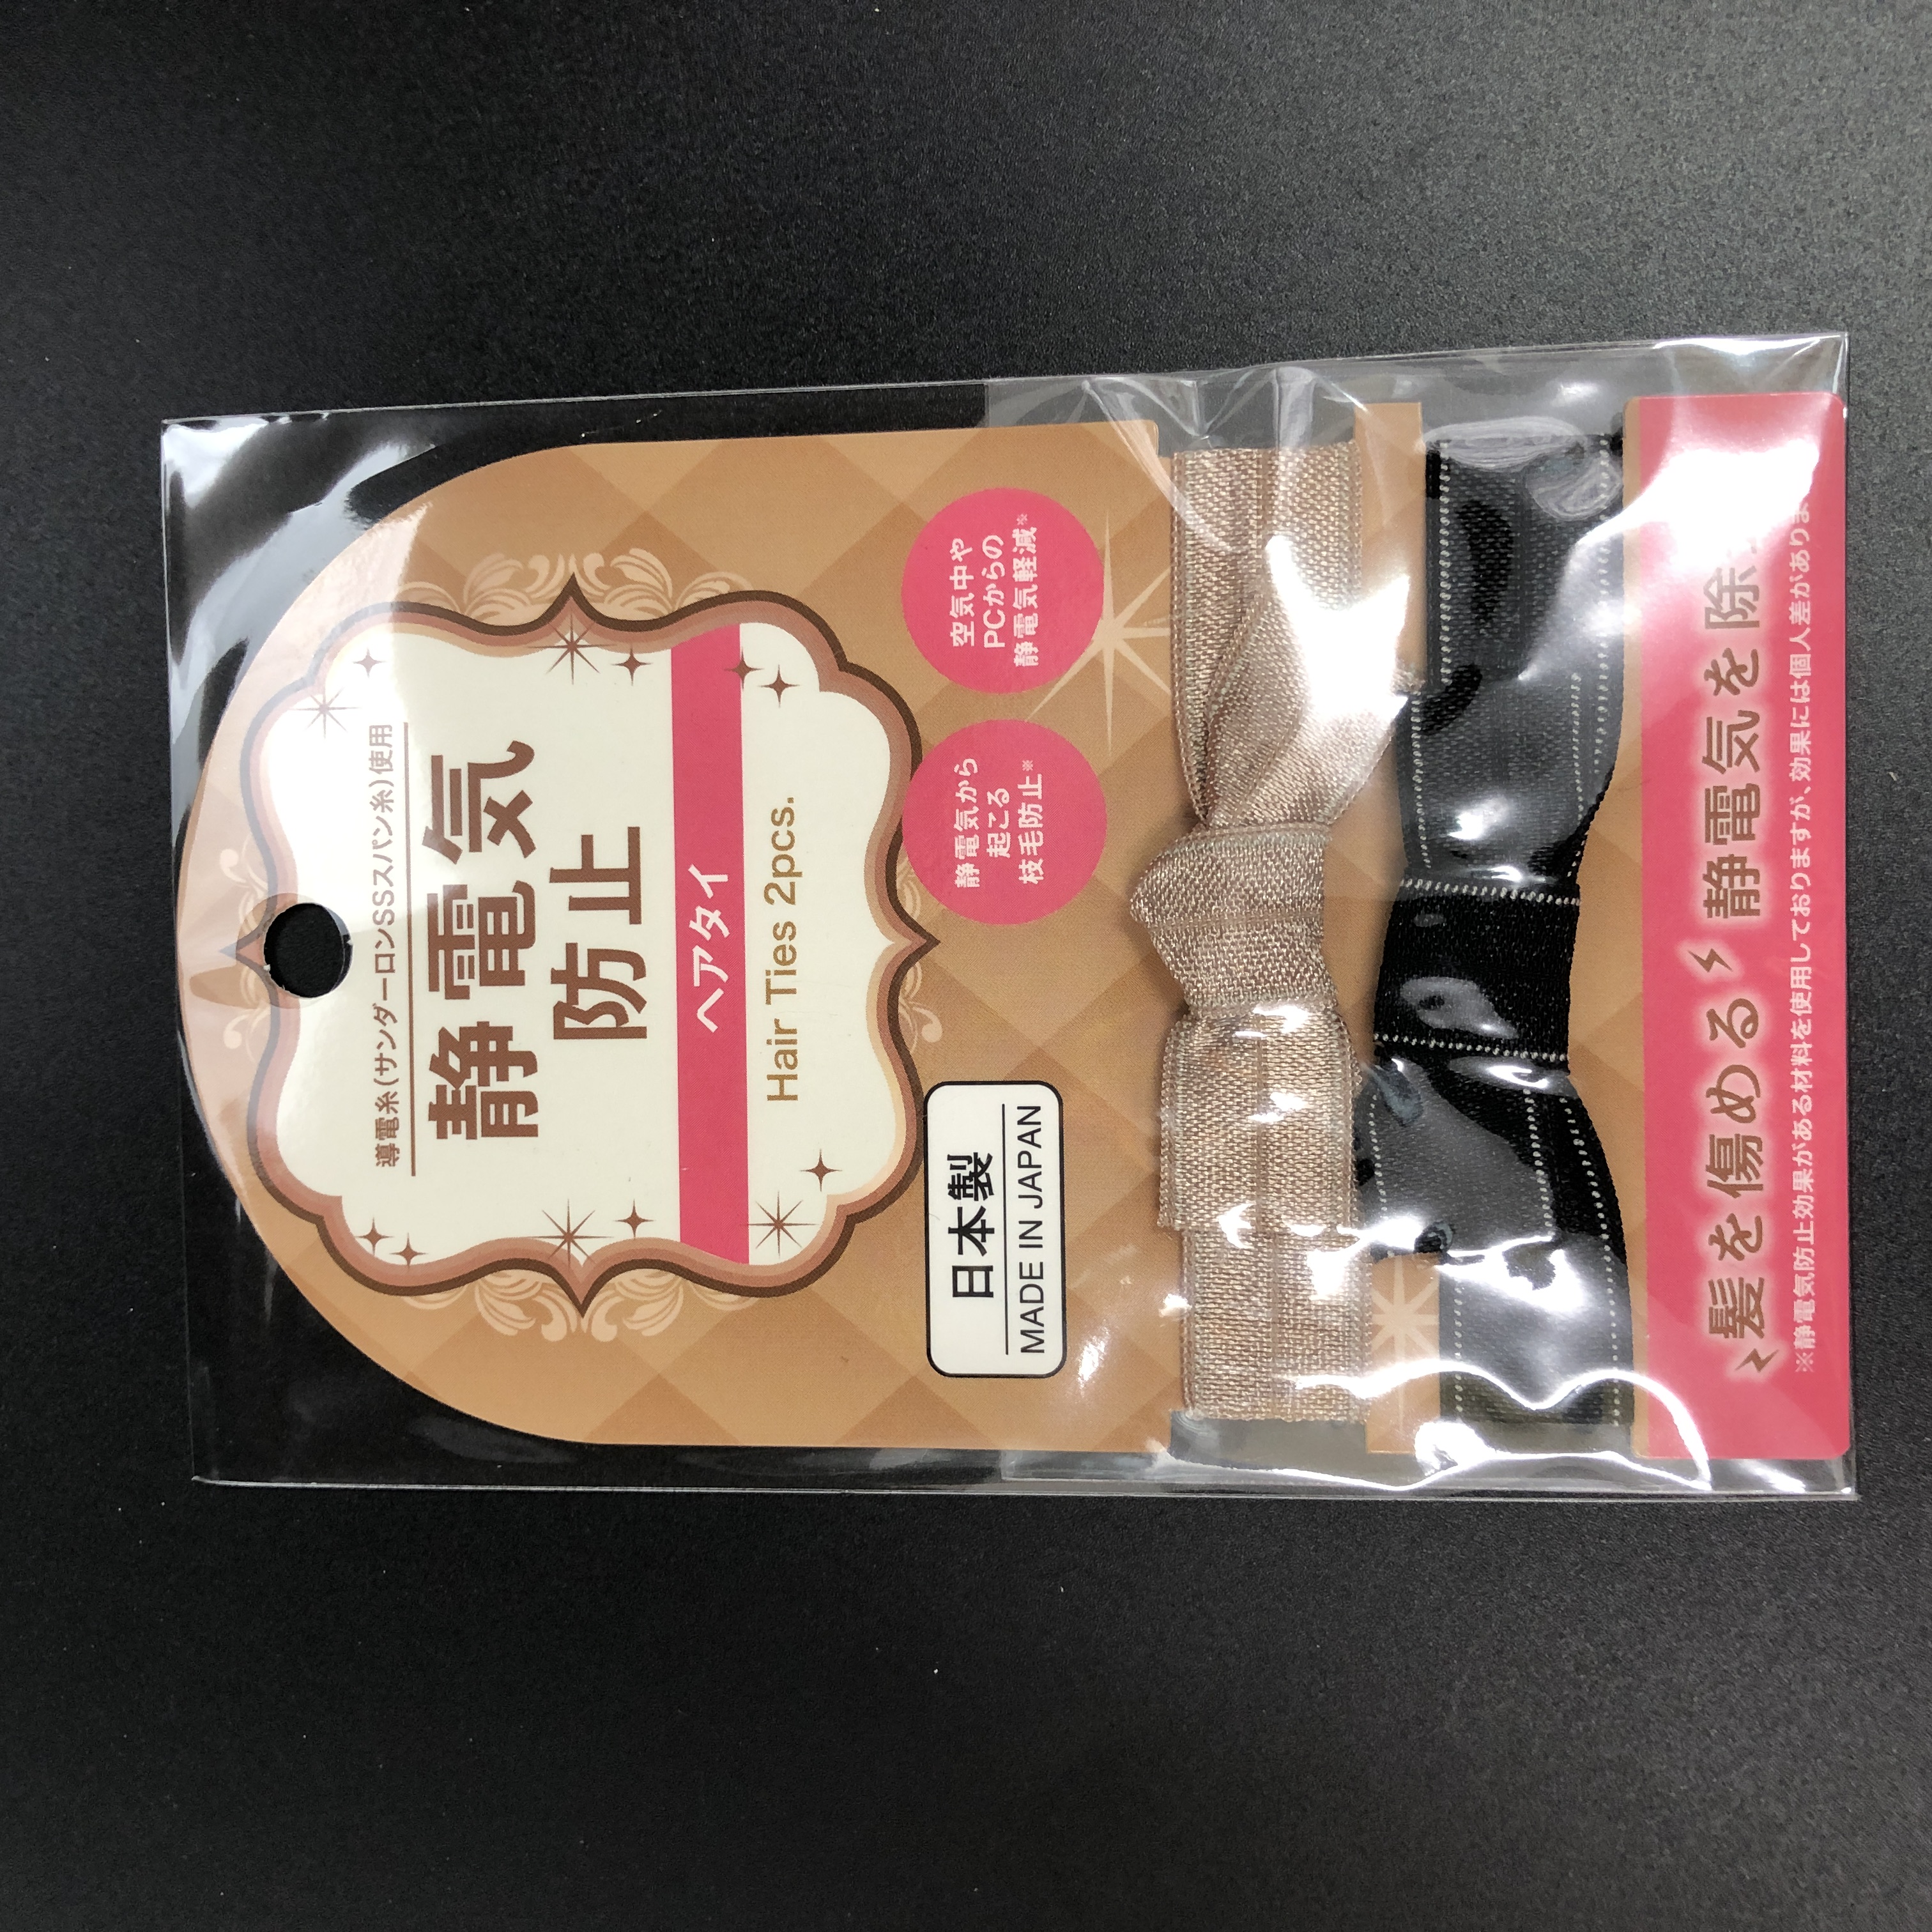 導電糸(サンダーロンSSスパン糸)使用
静電気
防止
ヘアタイ
Hair Ties 2pcs.
日本製
MADE IN JAPAN
静電気から
起こる
枝毛防止※
空気中や
PCからの
静電気軽減※
髪を傷める静電気を除
※静電気防止効果がある材料を使用しておりますが、効果には個人差がありま